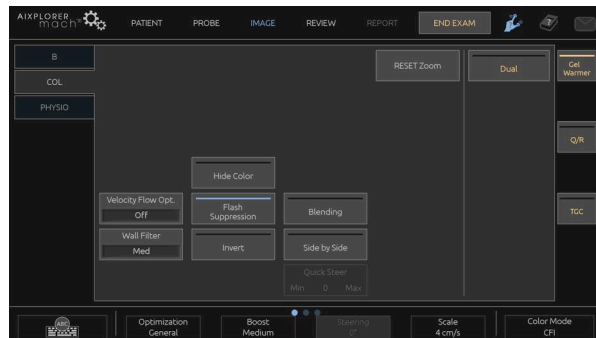 AIXPLORER
mach
PATIENT
PROBE
IMAGE
REVIEW
REPORT
END EXAM
?
B
COL
PHYSIO
RESET Zoom
Dual
Gel
Warmer
Q/R
TGC
Hide Color
Velocity Flow Opt.
Off
Flash
Suppression
Blending
Wall Filter
Med
Invert
Side by Side
Quick Steer
Min 0 Max
ABC
Optimization
General
Boost
Medium
Steering
0°
Scale
4 cm/s
Color Mode
CFI